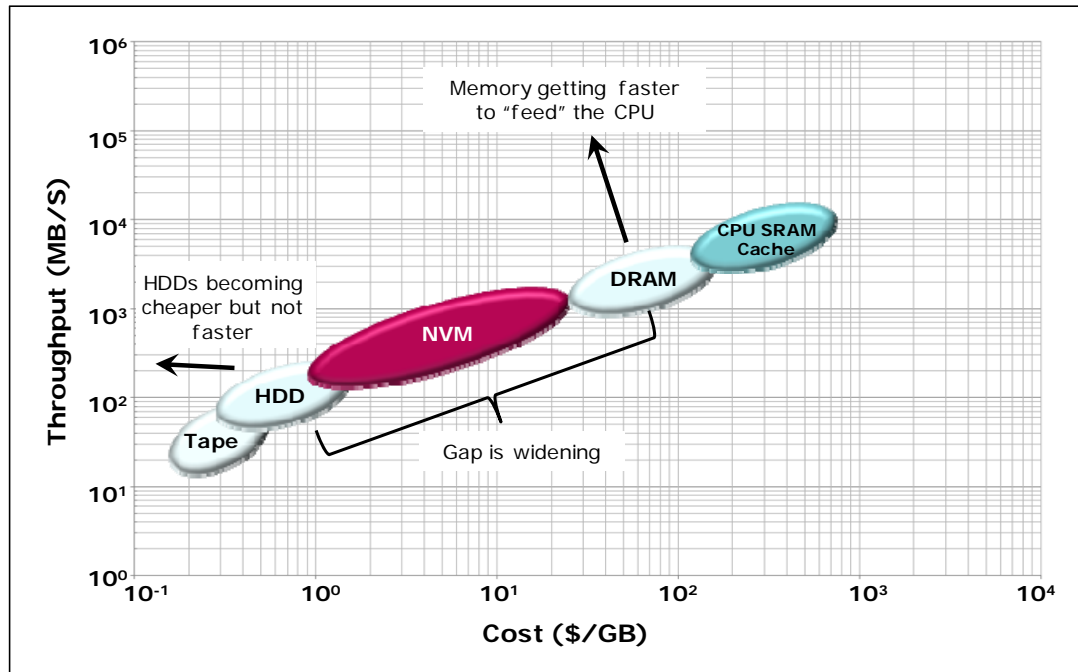 10⁶
10⁵
10⁴
10³
10²
10¹
10⁰
Throughput (MB/S)
Memory getting faster
to “feed” the CPU
CPU SRAM
Cache
DRAM
HDDs becoming
cheaper but not
faster
NVM
HDD
Tape
Gap is widening
10⁻¹
10⁰
10¹
10²
10³
10⁴
Cost ($/GB)